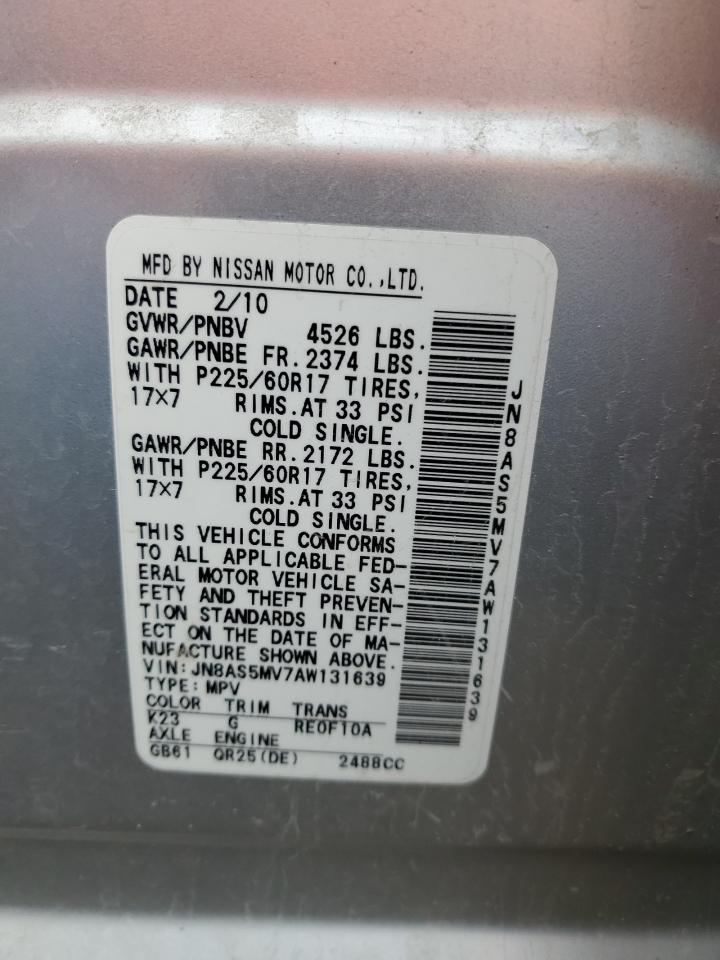 MFD BY NISSAN MOTOR CO.,LTD.
DATE 2/10
GVWR/PNBV 4526 LBS.
GAWR/PNBE FR. 2374 LBS.
WITH P225/60R17 TIRES,
17×7 RIMS.AT 33 PSI
COLD SINGLE.
GAWR/PNBE RR. 2172 LBS.
WITH P225/60R17 TIRES,
17×7 RIMS.AT 33 PSI
COLD SINGLE.
THIS VEHICLE CONFORMS
TO ALL APPLICABLE FED-
ERAL MOTOR VEHICLE SA-
FETY AND THEFT PREVEN-
TION STANDARDS IN EFF-
ECT ON THE DATE OF MA-
NUFACTURE SHOWN ABOVE.
VIN: JN8AS5MV7AW131639
TYPE: MPV
COLOR TRIM TRANS
K23 G RE0F10A
AXLE ENGINE
GB61 QR25(DE) 2488CC
JN8AS5MV7AW131639